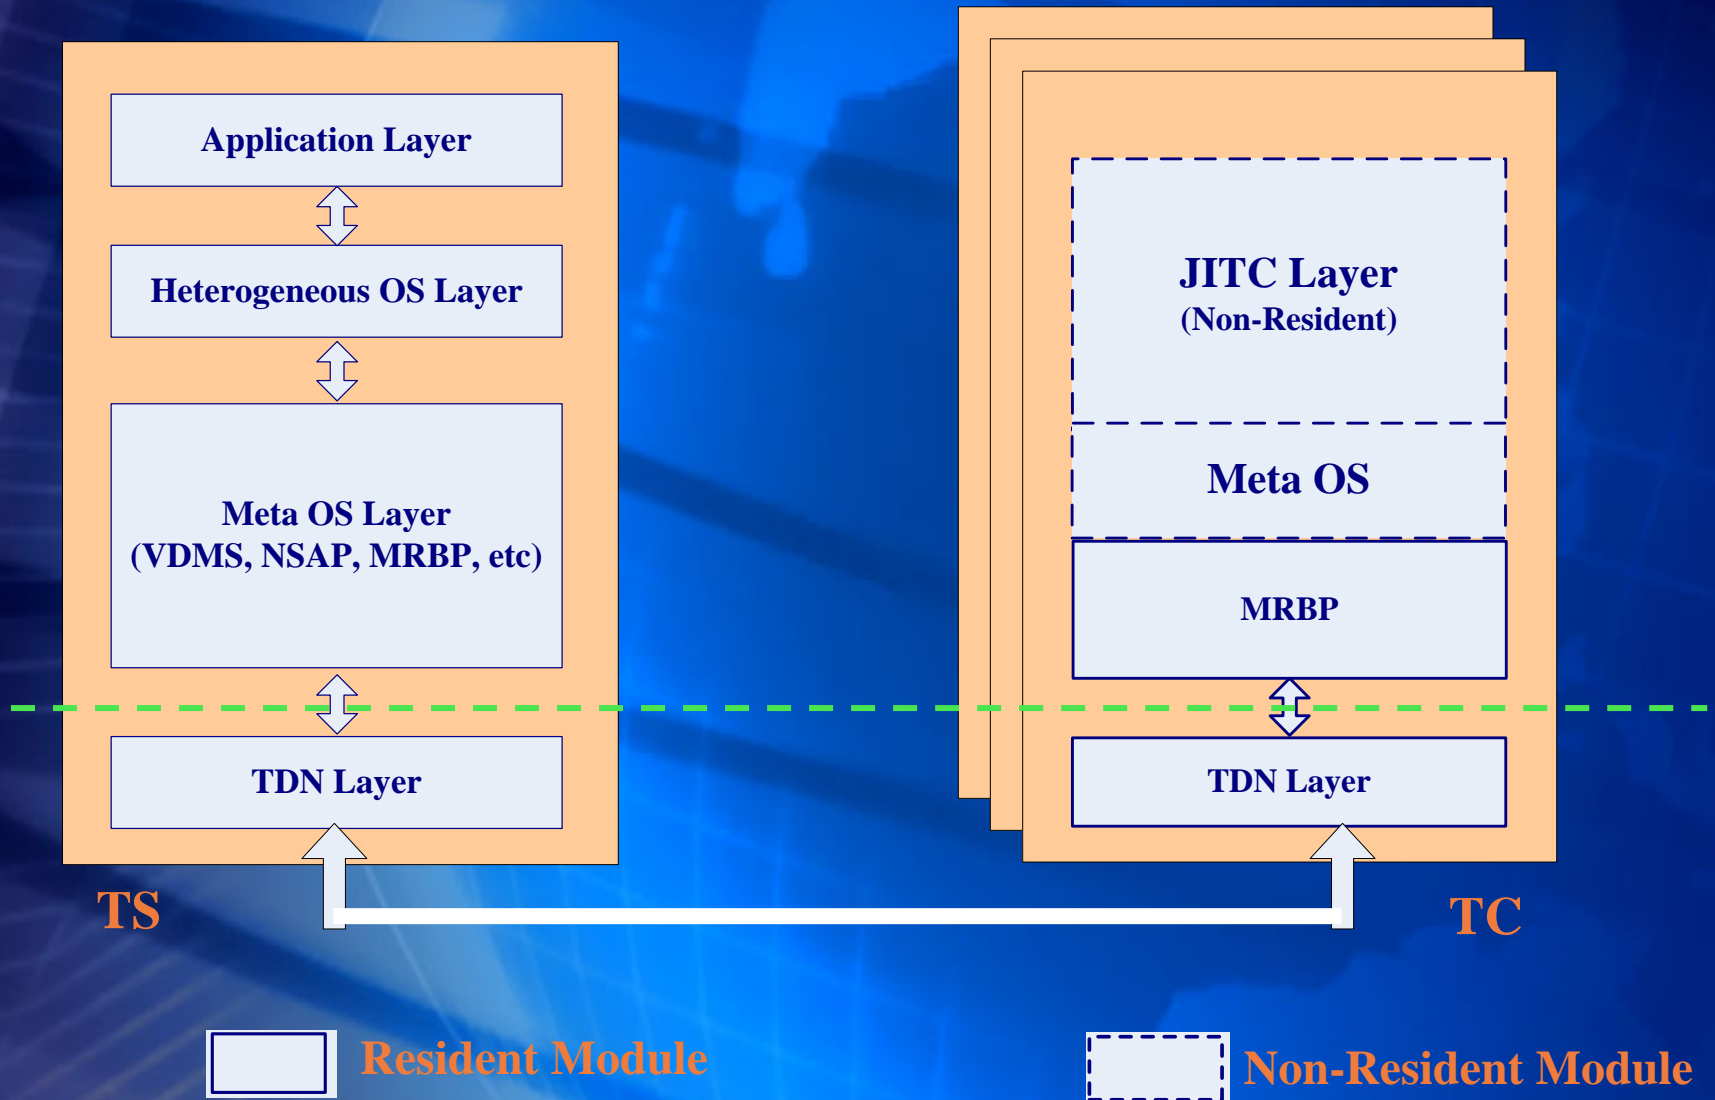 Application Layer
Heterogeneous OS Layer
Meta OS Layer
(VDMS, NSAP, MRBP, etc)
TDN Layer
TS
JITC Layer
(Non-Resident)
Meta OS
MRBP
TDN Layer
TC
Resident Module
Non-Resident Module